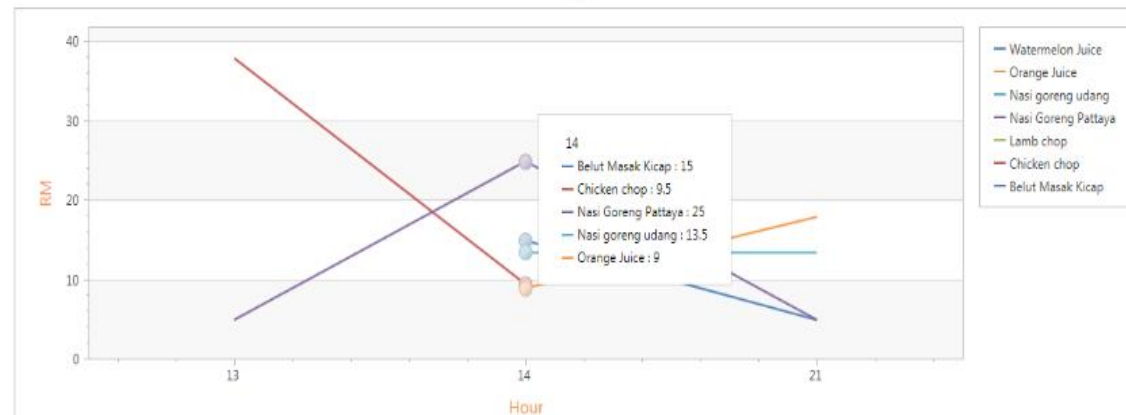 40
30
20
10
0
RM
13
14
21
Hour
14
Belut Masak Kicap : 15
Chicken chop : 9.5
Nasi Goreng Pattaya : 25
Nasi goreng udang : 13.5
Orange Juice : 9
Watermelon Juice
Orange Juice
Nasi goreng udang
Nasi Goreng Pattaya
Lamb chop
Chicken chop
Belut Masak Kicap